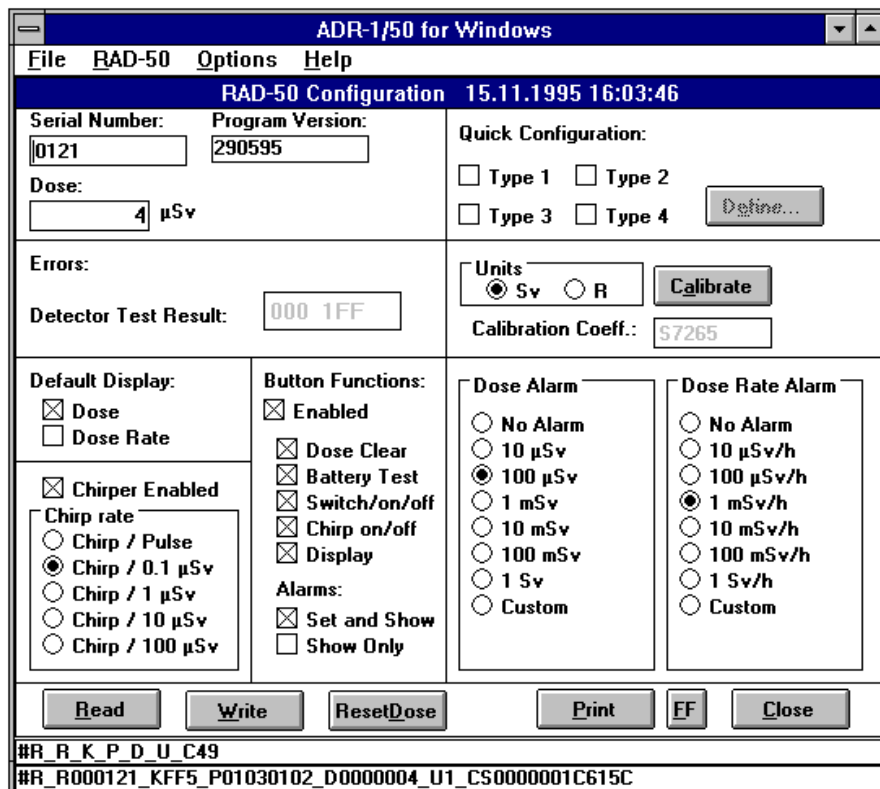 ADR-1/50 for Windows
File RAD-50 Options Help
RAD-50 Configuration 15.11.1995 16:03:46
Serial Number: Program Version:
0121 290595
Dose:
4 µSv
Quick Configuration:
Type 1 Type 2
Type 3 Type 4
Define...
Errors:
Detector Test Result: 000 1FF
Units
Sv R
Calibrate
Calibration Coeff.: S7265
Default Display:
Dose
Dose Rate
Chirper Enabled
Chirp rate
Chirp / Pulse
Chirp / 0.1 µSv
Chirp / 1 µSv
Chirp / 10 µSv
Chirp / 100 µSv
Button Functions:
Enabled
Dose Clear
Battery Test
Switch/on/off
Chirp on/off
Display
Alarms:
Set and Show
Show Only
Dose Alarm
No Alarm
10 µSv
100 µSv
1 mSv
10 mSv
100 mSv
1 Sv
Custom
Dose Rate Alarm
No Alarm
10 µSv/h
100 µSv/h
1 mSv/h
10 mSv/h
100 mSv/h
1 Sv/h
Custom
Read Write ResetDose Print FF Close
#R_R_K_P_D_U_C49
#R_R000121_KFF5_P01030102_D0000004_U1_CS0000001C615C